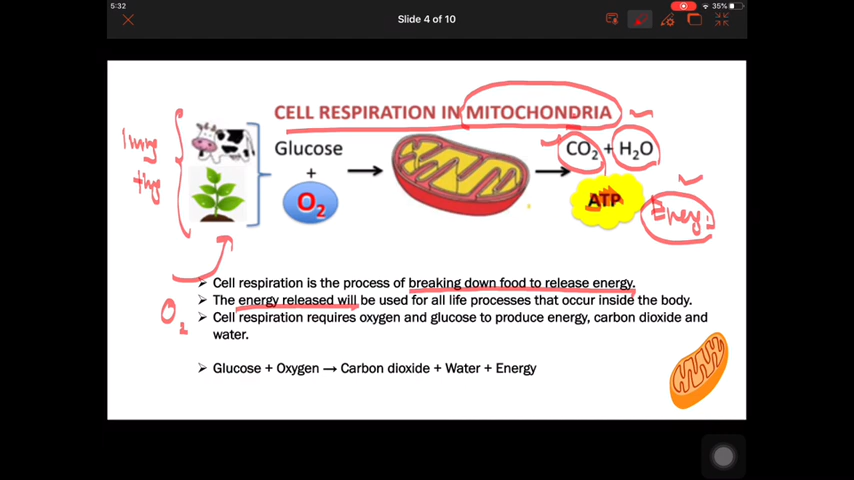 5:32
Slide 4 of 10
35%
CELL RESPIRATION IN MITOCHONDRIA
Glucose
+
O2
CO2 + H2O
ATP
Energy
O2
➢ Cell respiration is the process of breaking down food to release energy.
➢ The energy released will be used for all life processes that occur inside the body.
➢ Cell respiration requires oxygen and glucose to produce energy, carbon dioxide and
water.
➢ Glucose + Oxygen → Carbon dioxide + Water + Energy